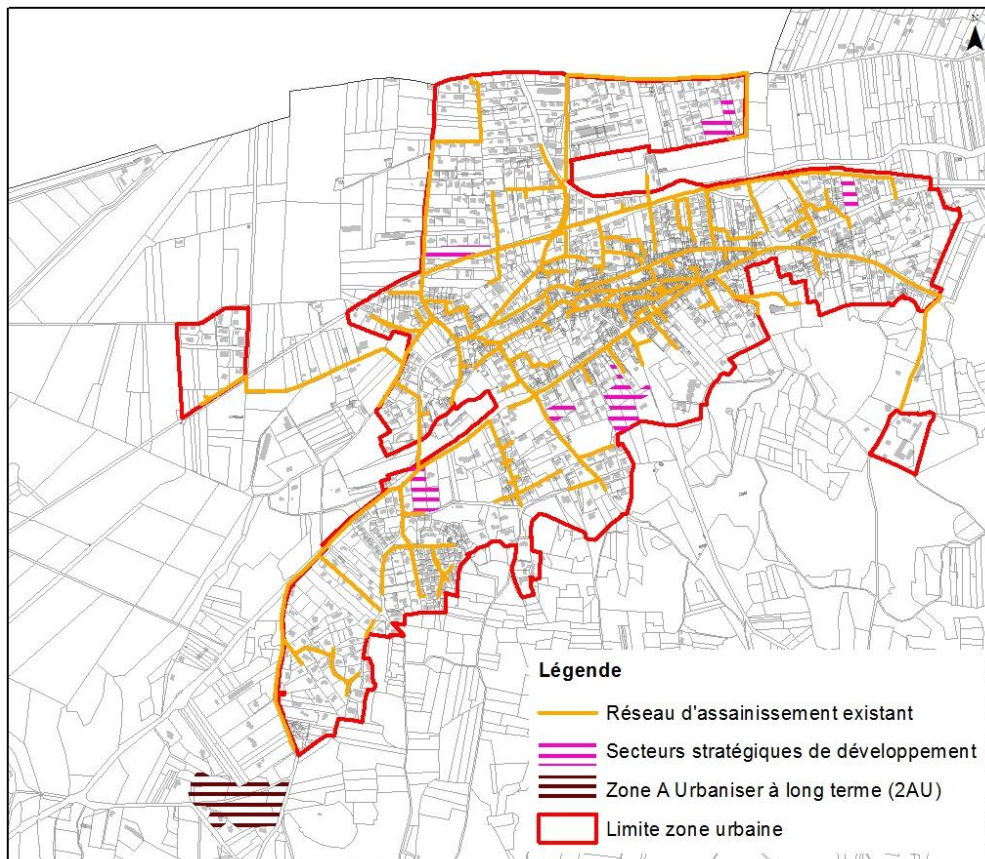 N
Légende
Réseau d'assainissement existant
Secteurs stratégiques de développement
Zone A Urbaniser à long terme (2AU)
Limite zone urbaine